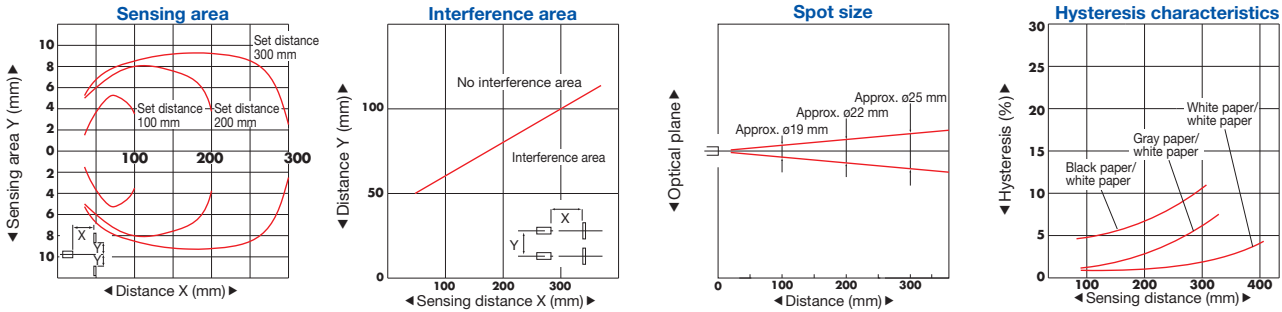 Sensing area
10
8
6
4
2
0
2
4
6
8
10
◄Sensing area Y (mm)►
Set distance
300 mm
Set distance
100 mm
Set distance
200 mm
100
200
300
X
Y
Y
◄Distance X (mm)►
Interference area
100
50
0
◄Distance Y (mm)►
No interference area
Interference area
X
Y
100
200
300
◄Sensing distance X (mm)►
Spot size
◄Optical plane►
Approx. ø19 mm
Approx. ø22 mm
Approx. ø25 mm
0
100
200
300
◄Distance (mm)►
Hysteresis characteristics
30
25
20
15
10
5
0
◄Hysteresis (%)►
White paper/
white paper
Gray paper/
white paper
Black paper/
white paper
100
200
300
400
◄Sensing distance (mm)►